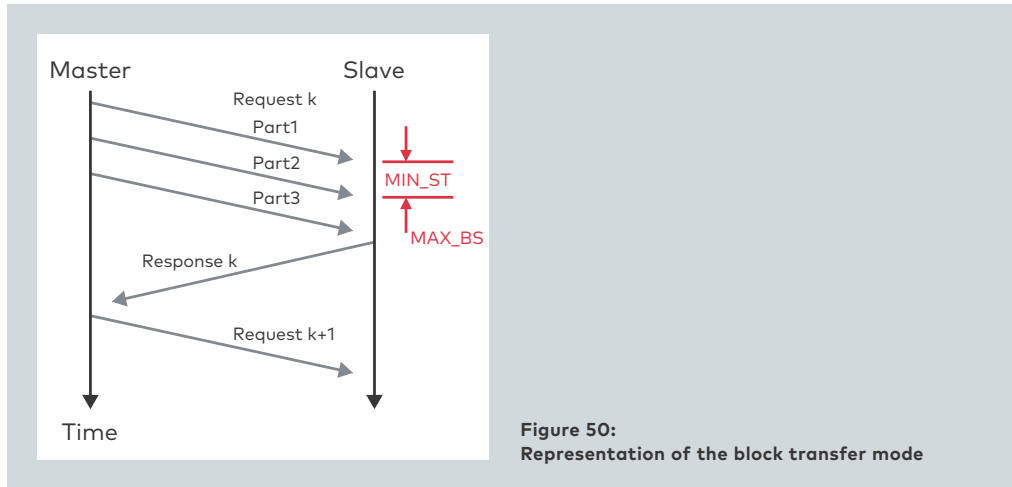 Master
Slave
Request k
Part1
Part2
MIN_ST
Part3
MAX_BS
Response k
Request k+1
Time
Figure 50:
Representation of the block transfer mode